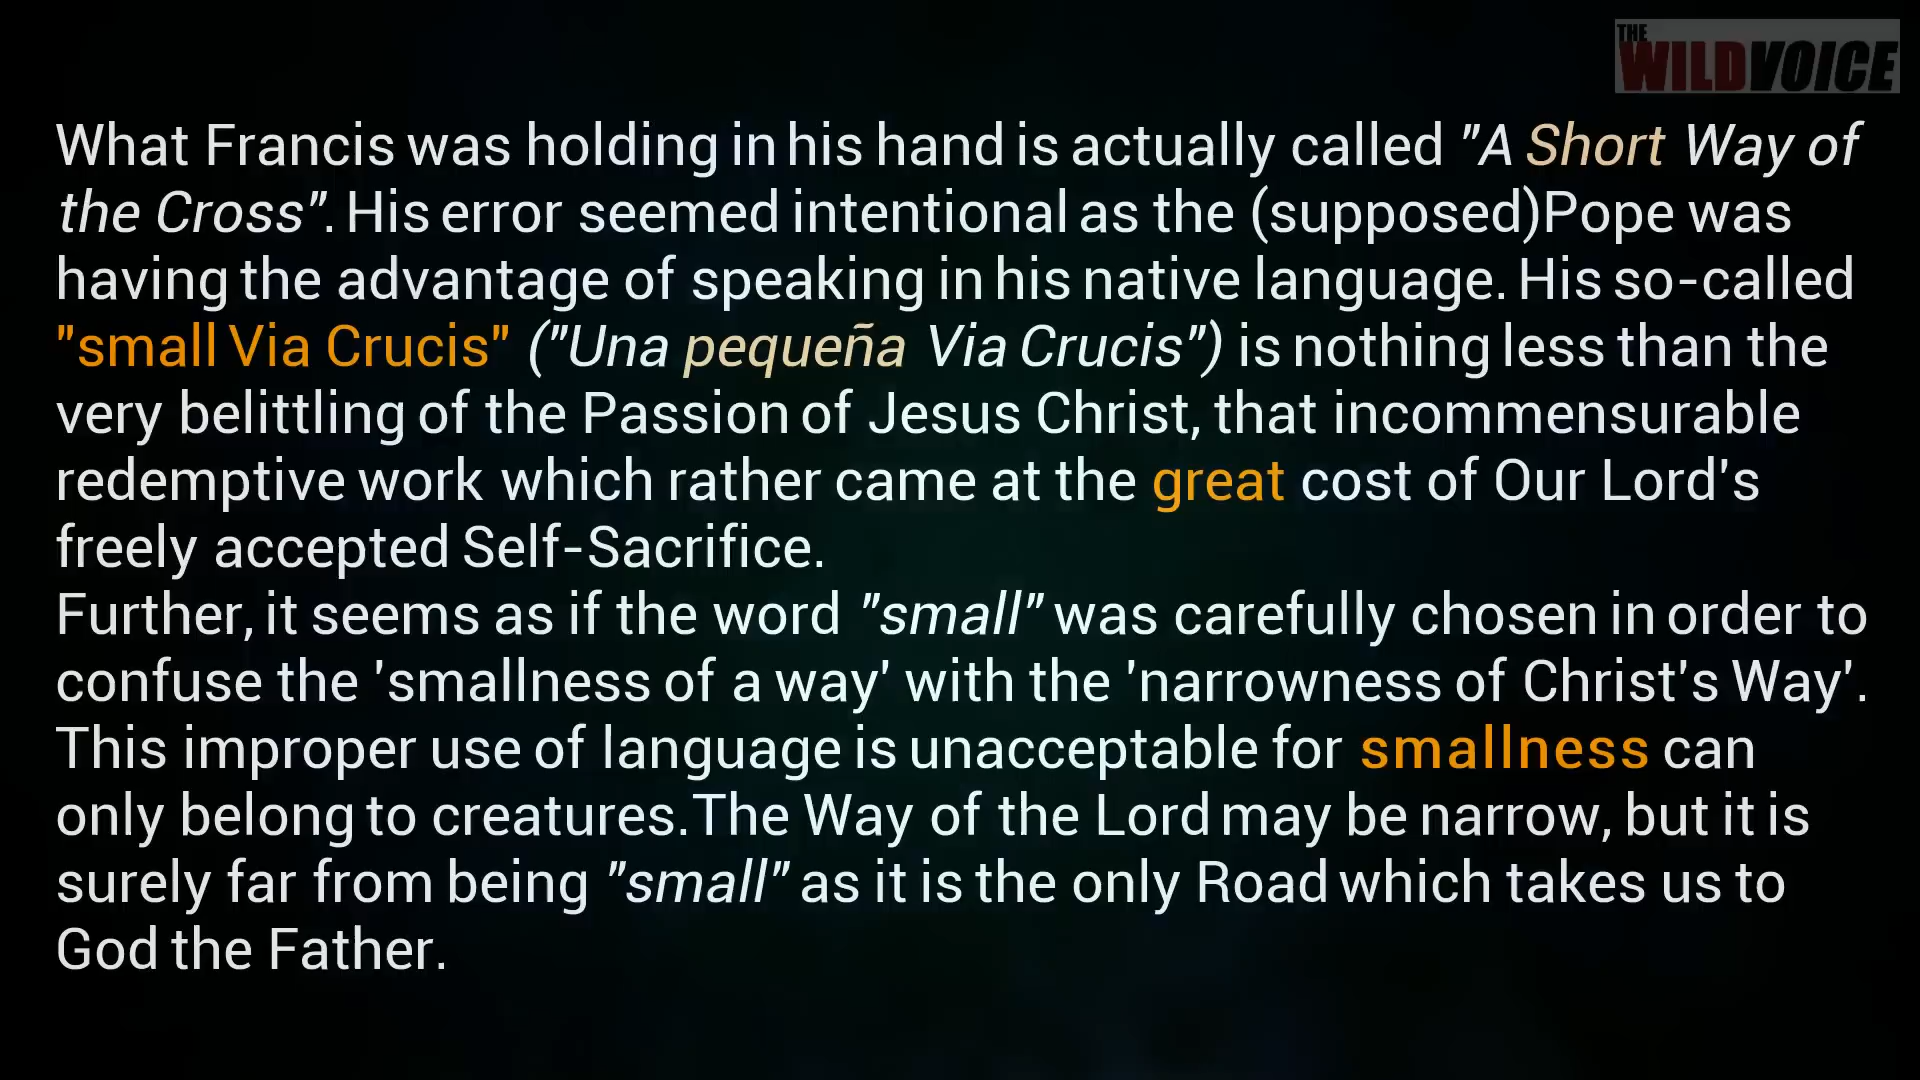 THE
WILDVOICE
What Francis was holding in his hand is actually called "A Short Way of
the Cross". His error seemed intentional as the (supposed)Pope was
having the advantage of speaking in his native language. His so-called
"small Via Crucis" ("Una pequeña Via Crucis") is nothing less than the
very belittling of the Passion of Jesus Christ, that incommensurable
redemptive work which rather came at the great cost of Our Lord's
freely accepted Self-Sacrifice.
Further, it seems as if the word "small" was carefully chosen in order to
confuse the 'smallness of a way' with the 'narrowness of Christ's Way'.
This improper use of language is unacceptable for smallness can
only belong to creatures.The Way of the Lord may be narrow, but it is
surely far from being "small" as it is the only Road which takes us to
God the Father.